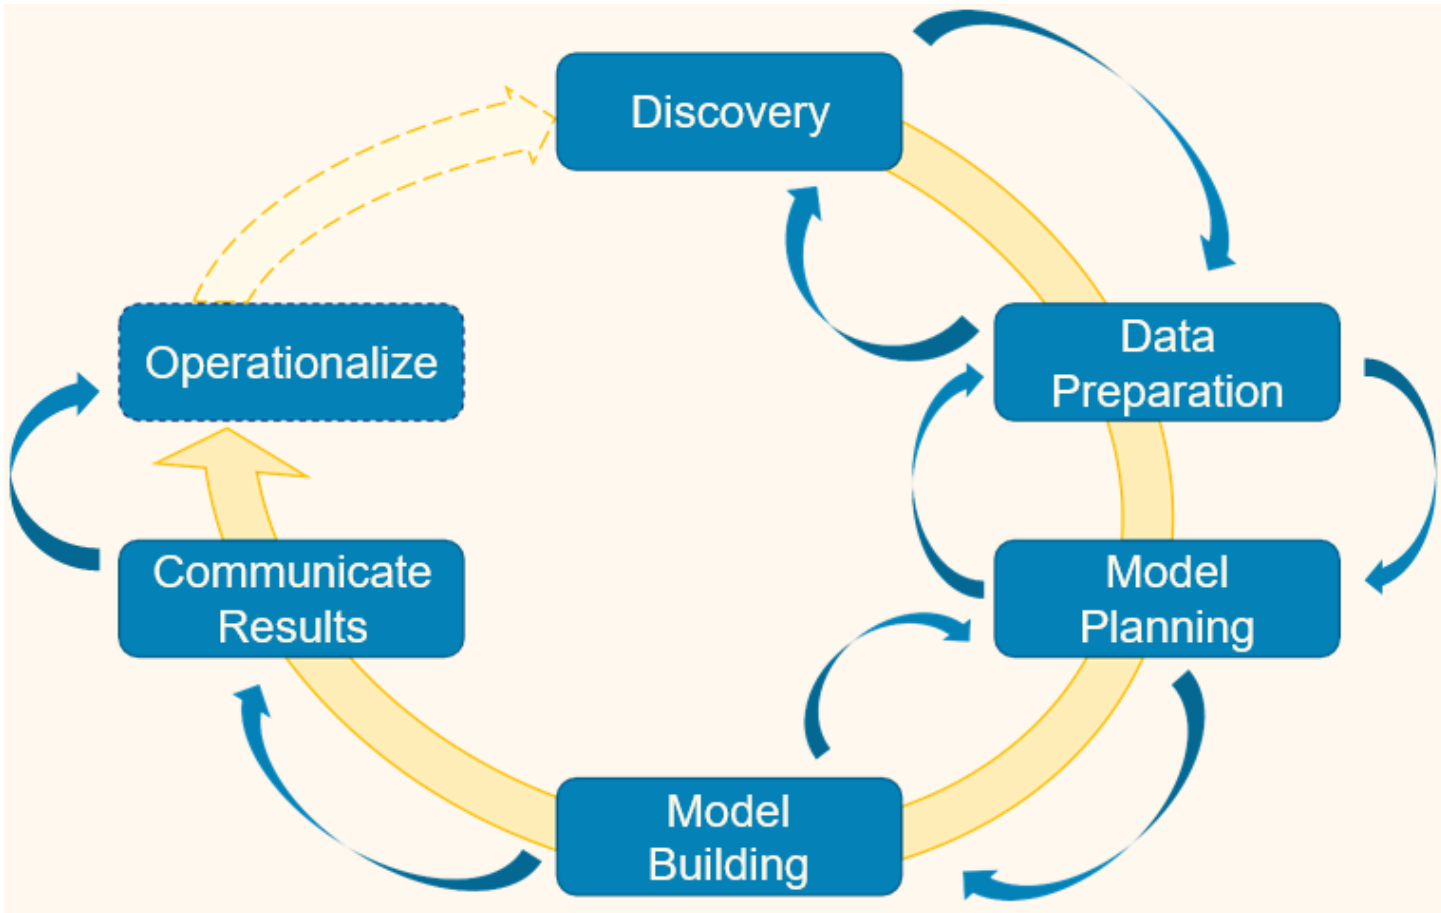 Discovery
Data
Preparation
Model
Planning
Model
Building
Communicate
Results
Operationalize